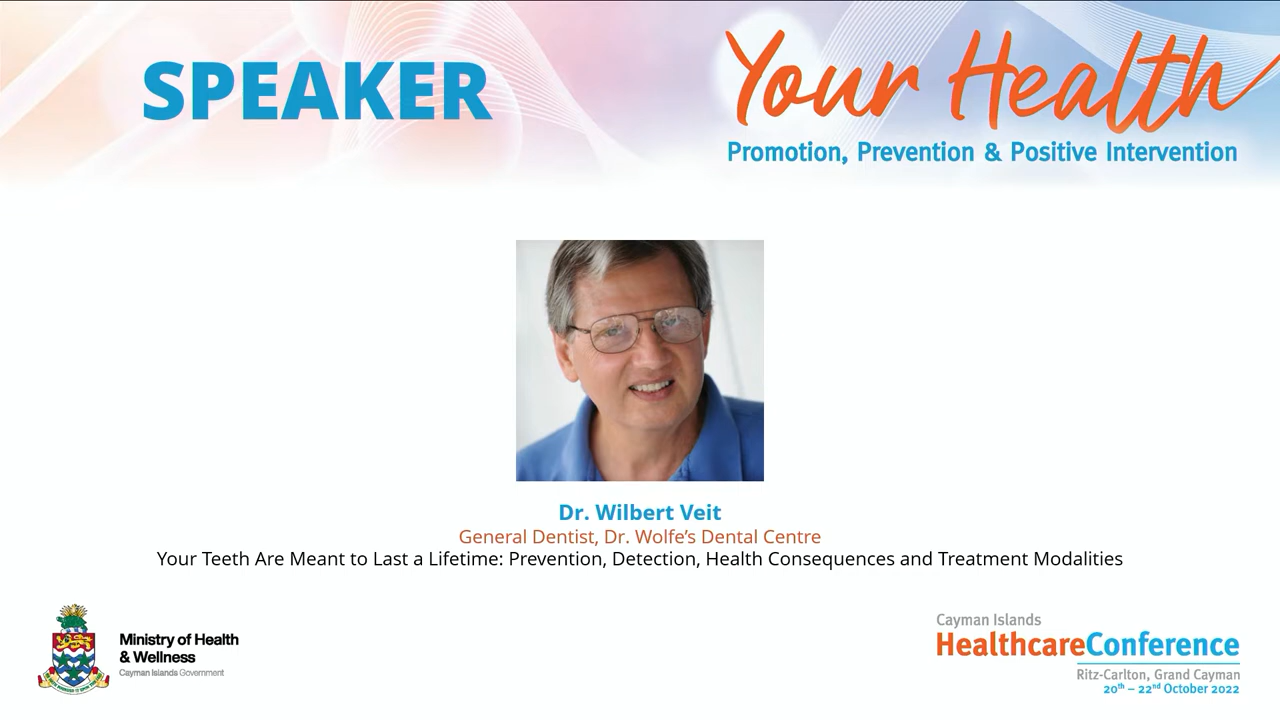 SPEAKER
Your Health
Promotion, Prevention & Positive Intervention
Dr. Wilbert Veit
General Dentist, Dr. Wolfe’s Dental Centre
Your Teeth Are Meant to Last a Lifetime: Prevention, Detection, Health Consequences and Treatment Modalities
Ministry of Health
& Wellness
Cayman Islands Government
Cayman Islands
HealthcareConference
Ritz-Carlton, Grand Cayman
20th – 22nd October 2022